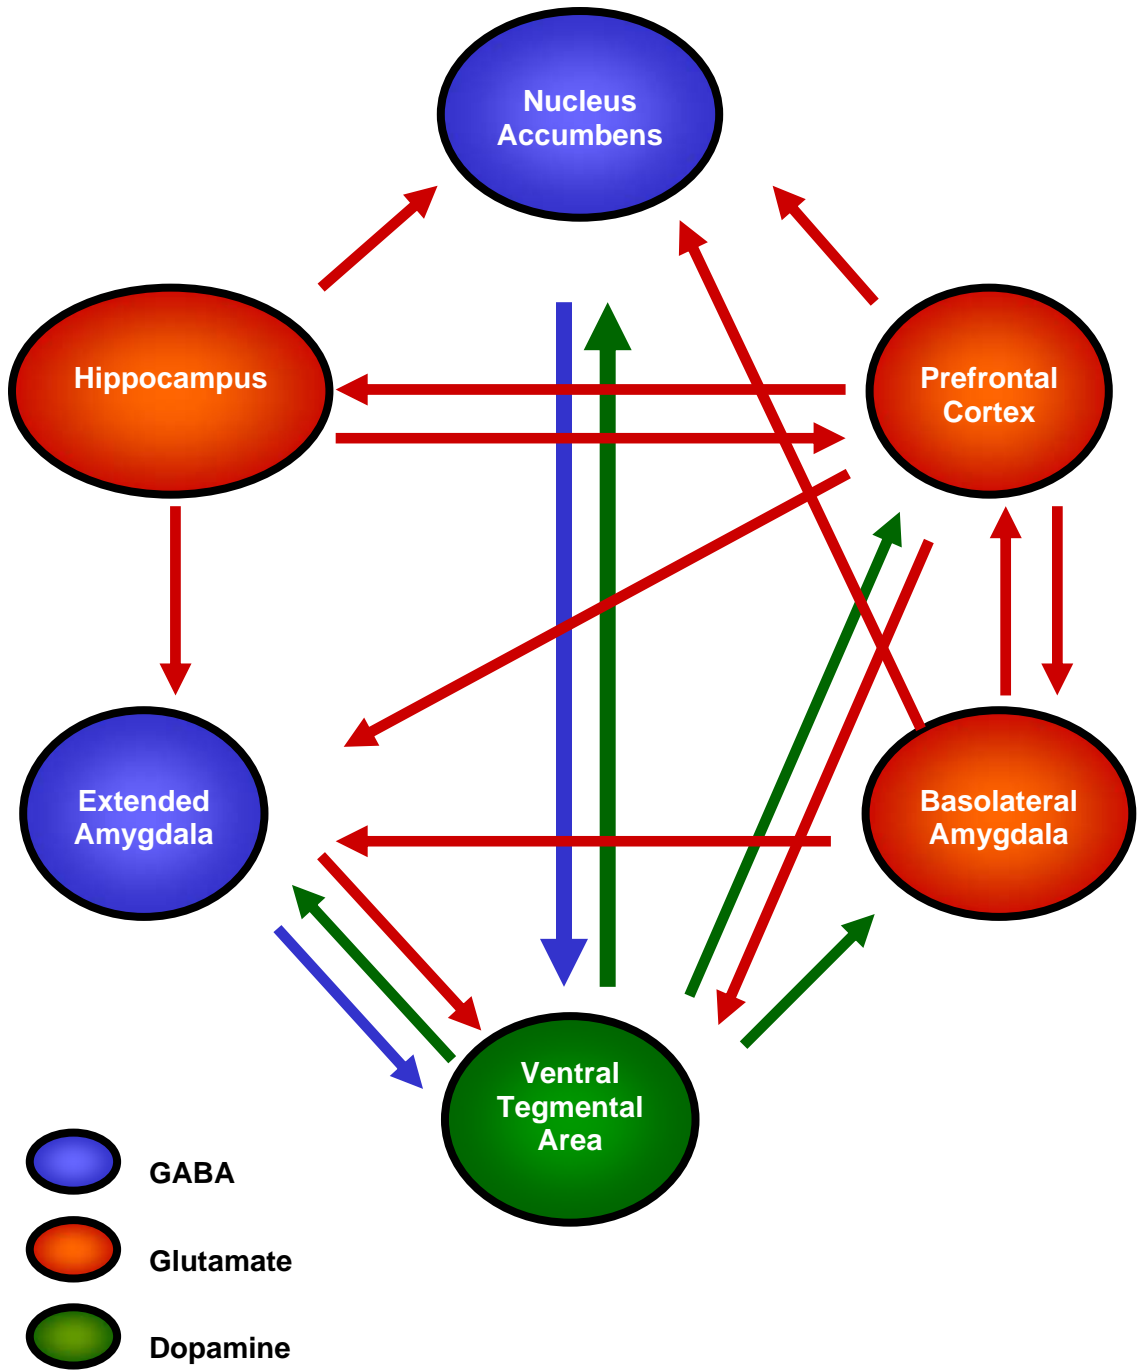 Nucleus
Accumbens
Hippocampus
Prefrontal
Cortex
Extended
Amygdala
Basolateral
Amygdala
Ventral
Tegmental
Area
GABA
Glutamate
Dopamine